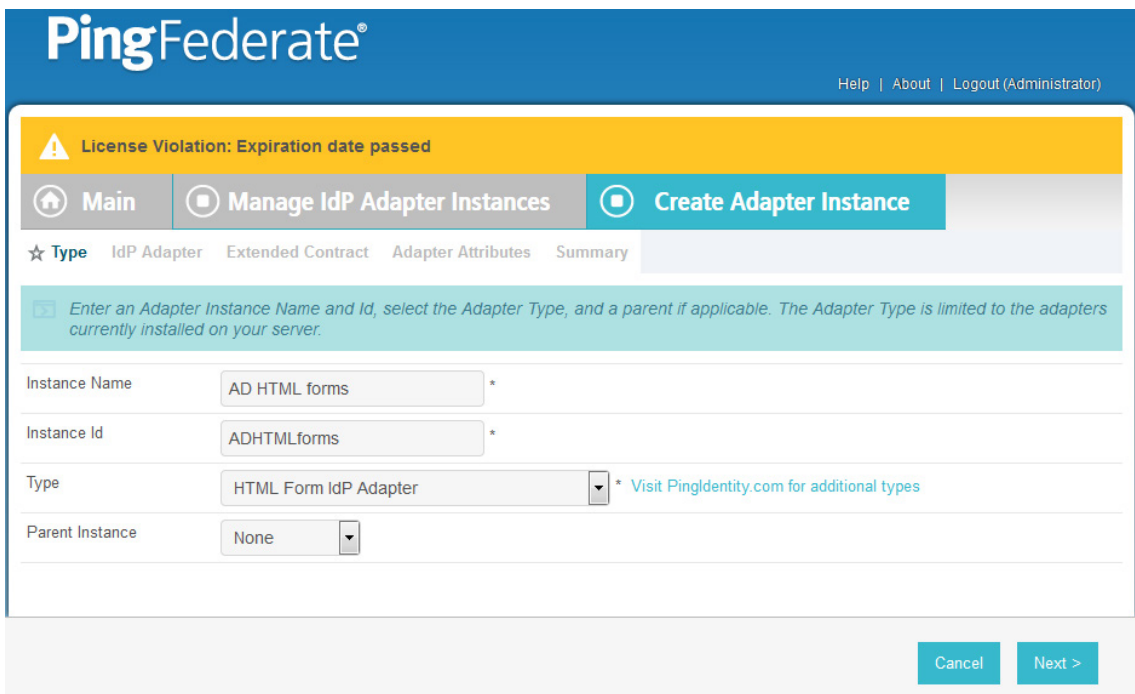 PingFederate®
Help | About | Logout (Administrator)
License Violation: Expiration date passed
Main Manage IdP Adapter Instances Create Adapter Instance
Type IdP Adapter Extended Contract Adapter Attributes Summary
Enter an Adapter Instance Name and Id, select the Adapter Type, and a parent if applicable. The Adapter Type is limited to the adapters
currently installed on your server.
Instance Name AD HTML forms *
Instance Id ADHTMLforms *
Type HTML Form IdP Adapter * Visit PingIdentity.com for additional types
Parent Instance None
Cancel Next >